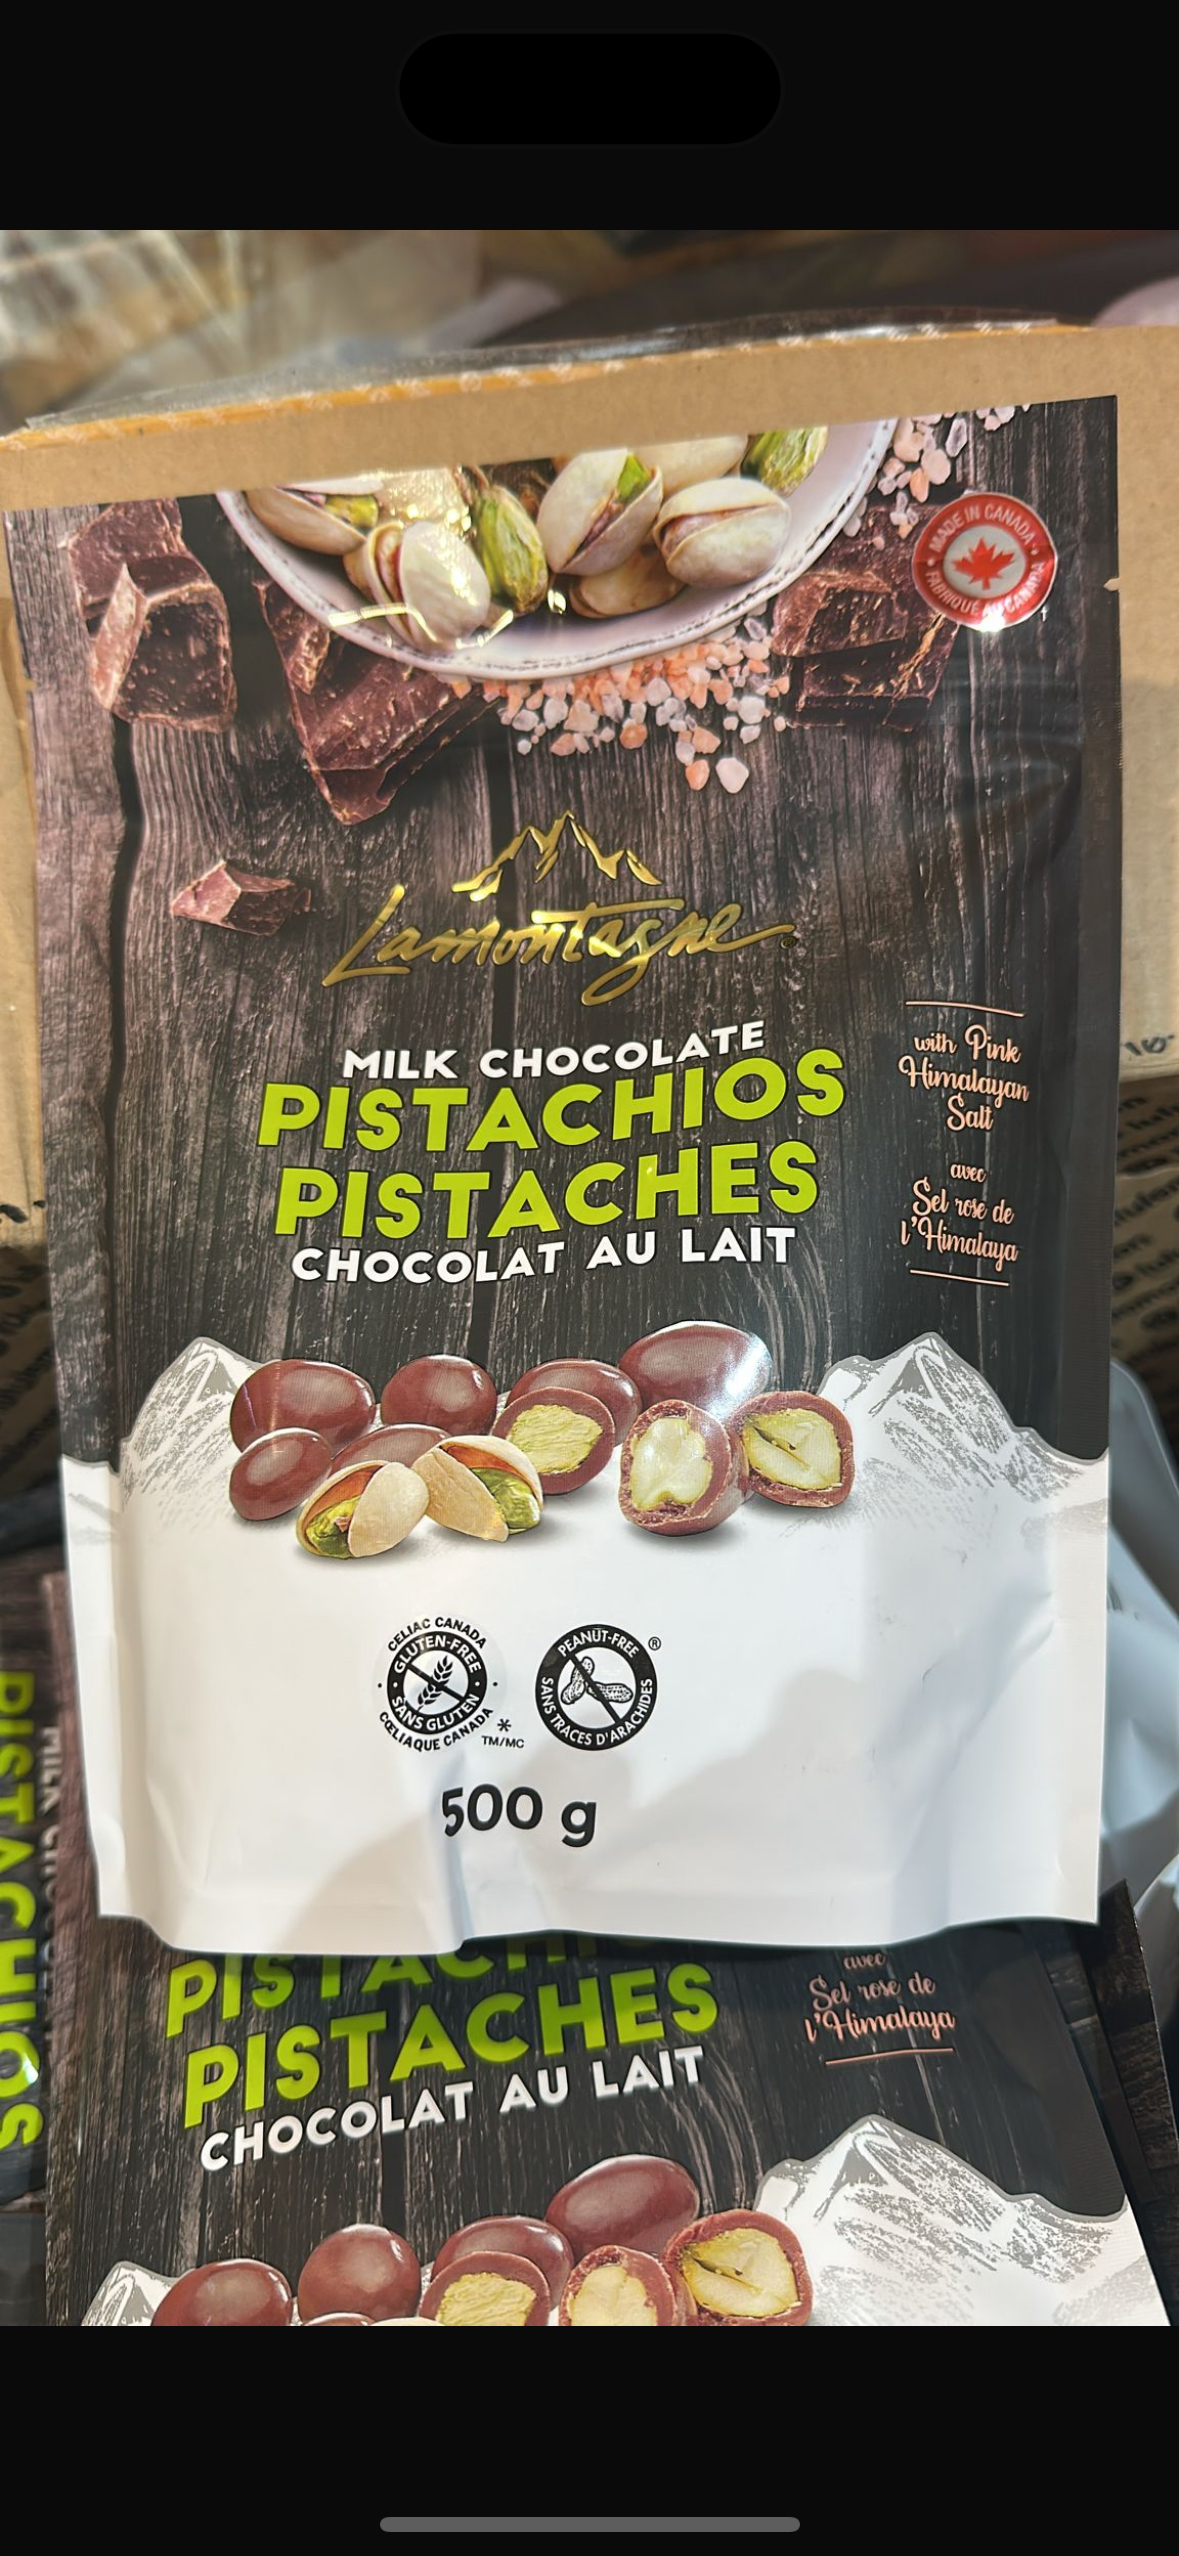 MADE IN CANADA
FABRIQUÉ AU CANADA
Lamontagne®
MILK CHOCOLATE
PISTACHIOS
PISTACHES
CHOCOLAT AU LAIT
with Pink
Himalayan
Salt
avec
Sel rose de
l'Himalaya
CELIAC CANADA
GLUTEN-FREE
SANS GLUTEN
CŒLIAQUE CANADA
* TM/MC
PEANUT-FREE ®
SANS TRACES D'ARACHIDES
500 g
PISTACHIOS
PISTACHES
CHOCOLAT AU LAIT
avec
Sel rose de
l'Himalaya
PISTACHIOS